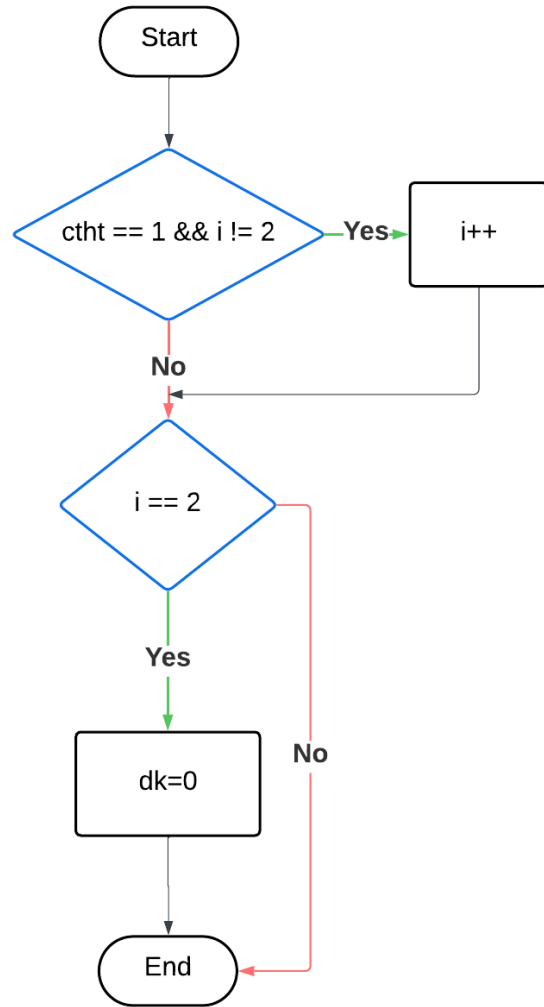 Start
ctht == 1 && i != 2
Yes
i++
No
i == 2
Yes
No
dk=0
End